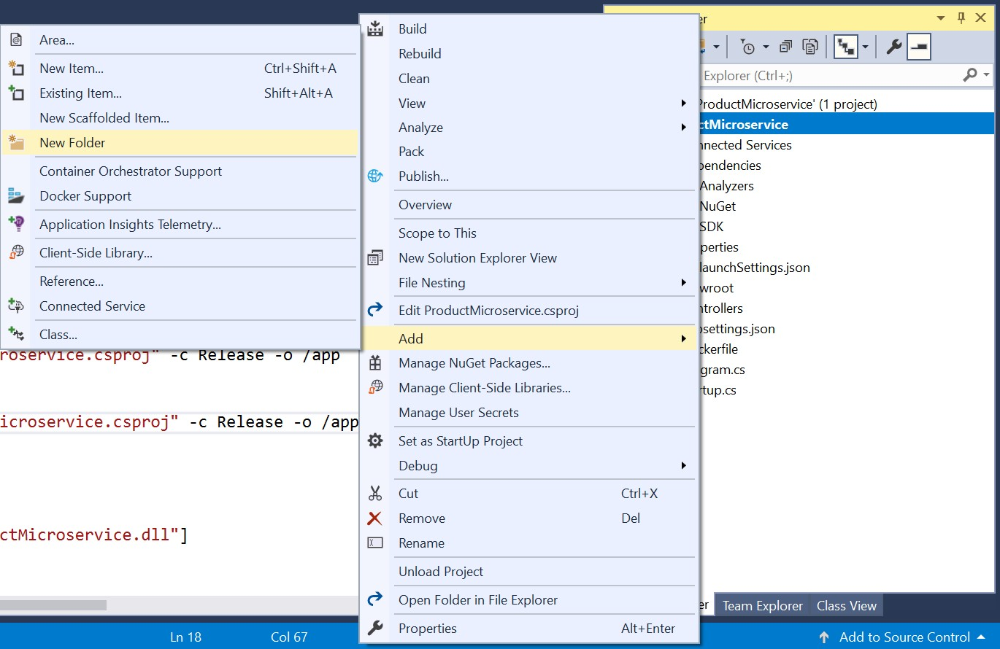 Area...
New Item... Ctrl+Shift+A
Existing Item... Shift+Alt+A
New Scaffolded Item...
New Folder
Container Orchestrator Support
Docker Support
Application Insights Telemetry...
Client-Side Library...
Reference...
Connected Service
Class...
roservice.csproj" -c Release -o /app
icroservice.csproj" -c Release -o /app
ctMicroservice.dll"]
Build
Rebuild
Clean
View
Analyze
Pack
Publish...
Overview
Scope to This
New Solution Explorer View
File Nesting
Edit ProductMicroservice.csproj
Add
Manage NuGet Packages...
Manage Client-Side Libraries...
Manage User Secrets
Set as StartUp Project
Debug
Cut Ctrl+X
Remove Del
Rename
Unload Project
Open Folder in File Explorer
Properties Alt+Enter
er
Explorer (Ctrl+;)
ProductMicroservice' (1 project)
ctMicroservice
nnected Services
pendencies
Analyzers
NuGet
SDK
perties
launchSettings.json
wroot
ntrollers
psettings.json
ckerfile
gram.cs
rtup.cs
er Team Explorer Class View
Ln 18 Col 67 Add to Source Control